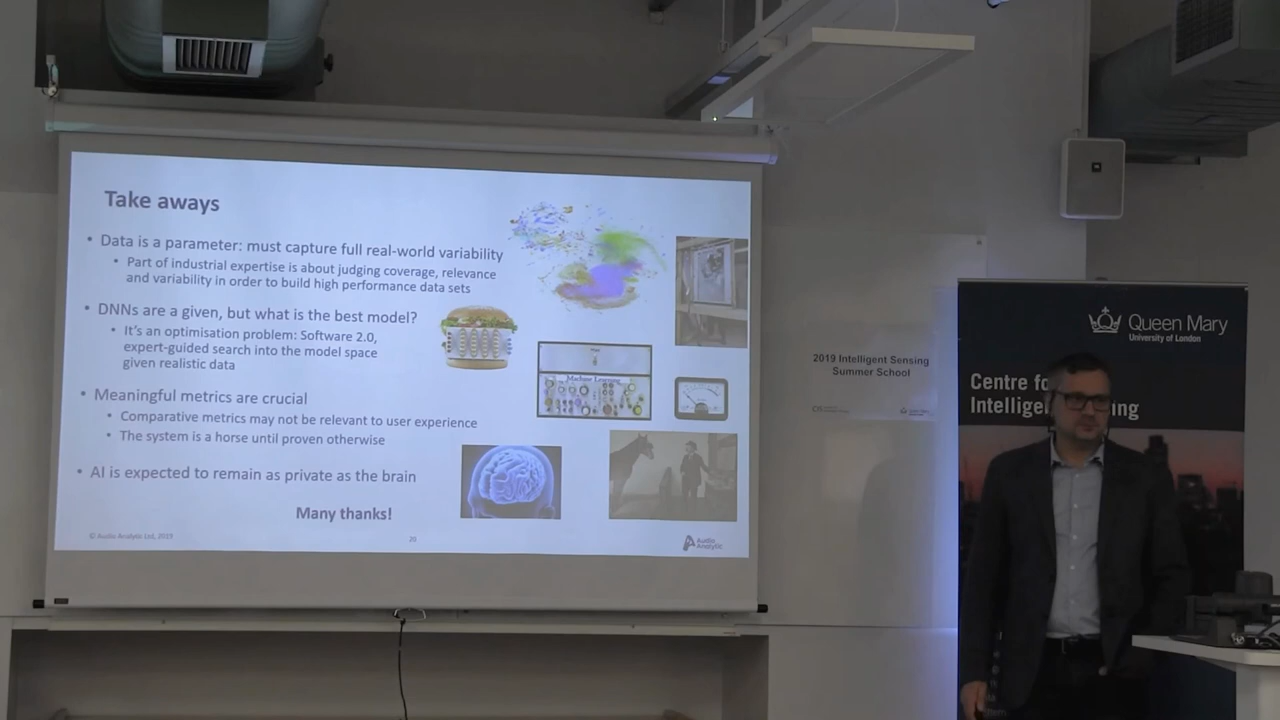 Take aways
• Data is a parameter: must capture full real-world variability
• Part of industrial expertise is about judging coverage, relevance
and variability in order to build high performance data sets
• DNNs are a given, but what is the best model?
• It's an optimisation problem: Software 2.0,
expert-guided search into the model space
given realistic data
Machine Learning
• Meaningful metrics are crucial
• Comparative metrics may not be relevant to user experience
• The system is a horse until proven otherwise
• AI is expected to remain as private as the brain
Many thanks!
© Audio Analytic Ltd, 2019
20
Audio
Analytic
2019 Intelligent Sensing
Summer School
Queen Mary
University of London
Centre fo
Intellige
ing